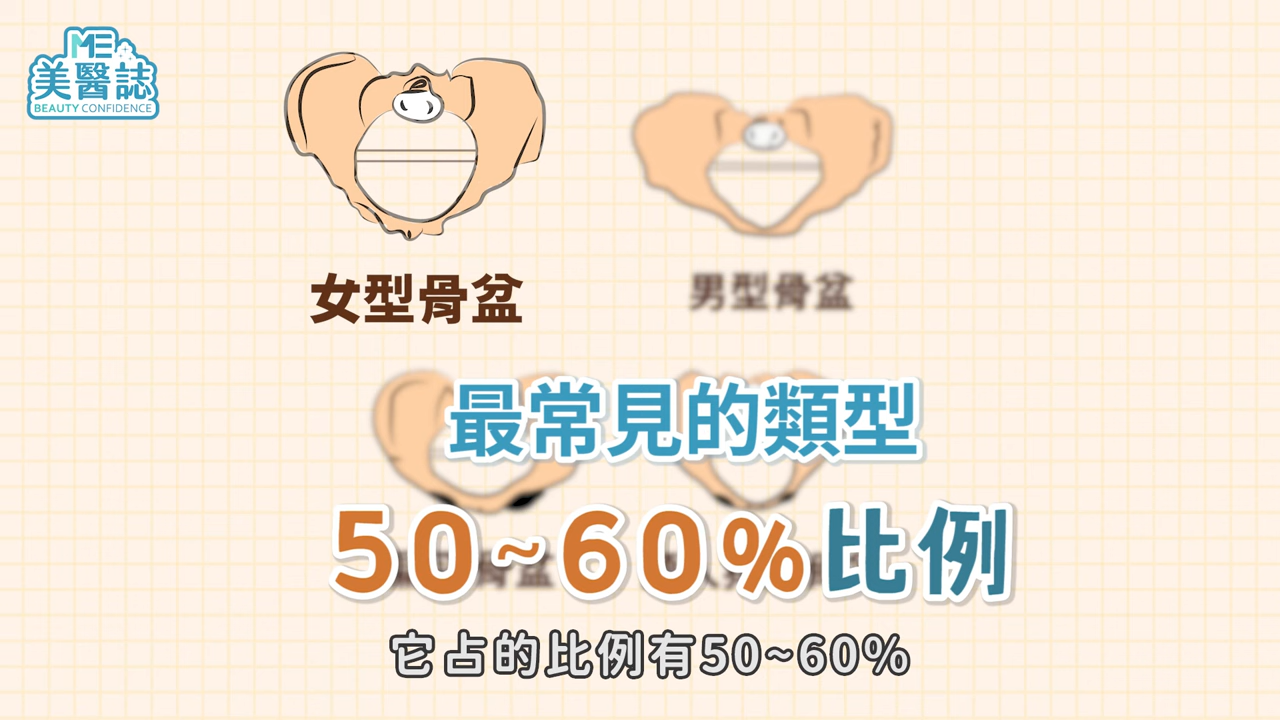 ME
美醫誌
BEAUTY CONFIDENCE
女型骨盆
男型骨盆
最常見的類型
50~60%比例
它占的比例有50~60%